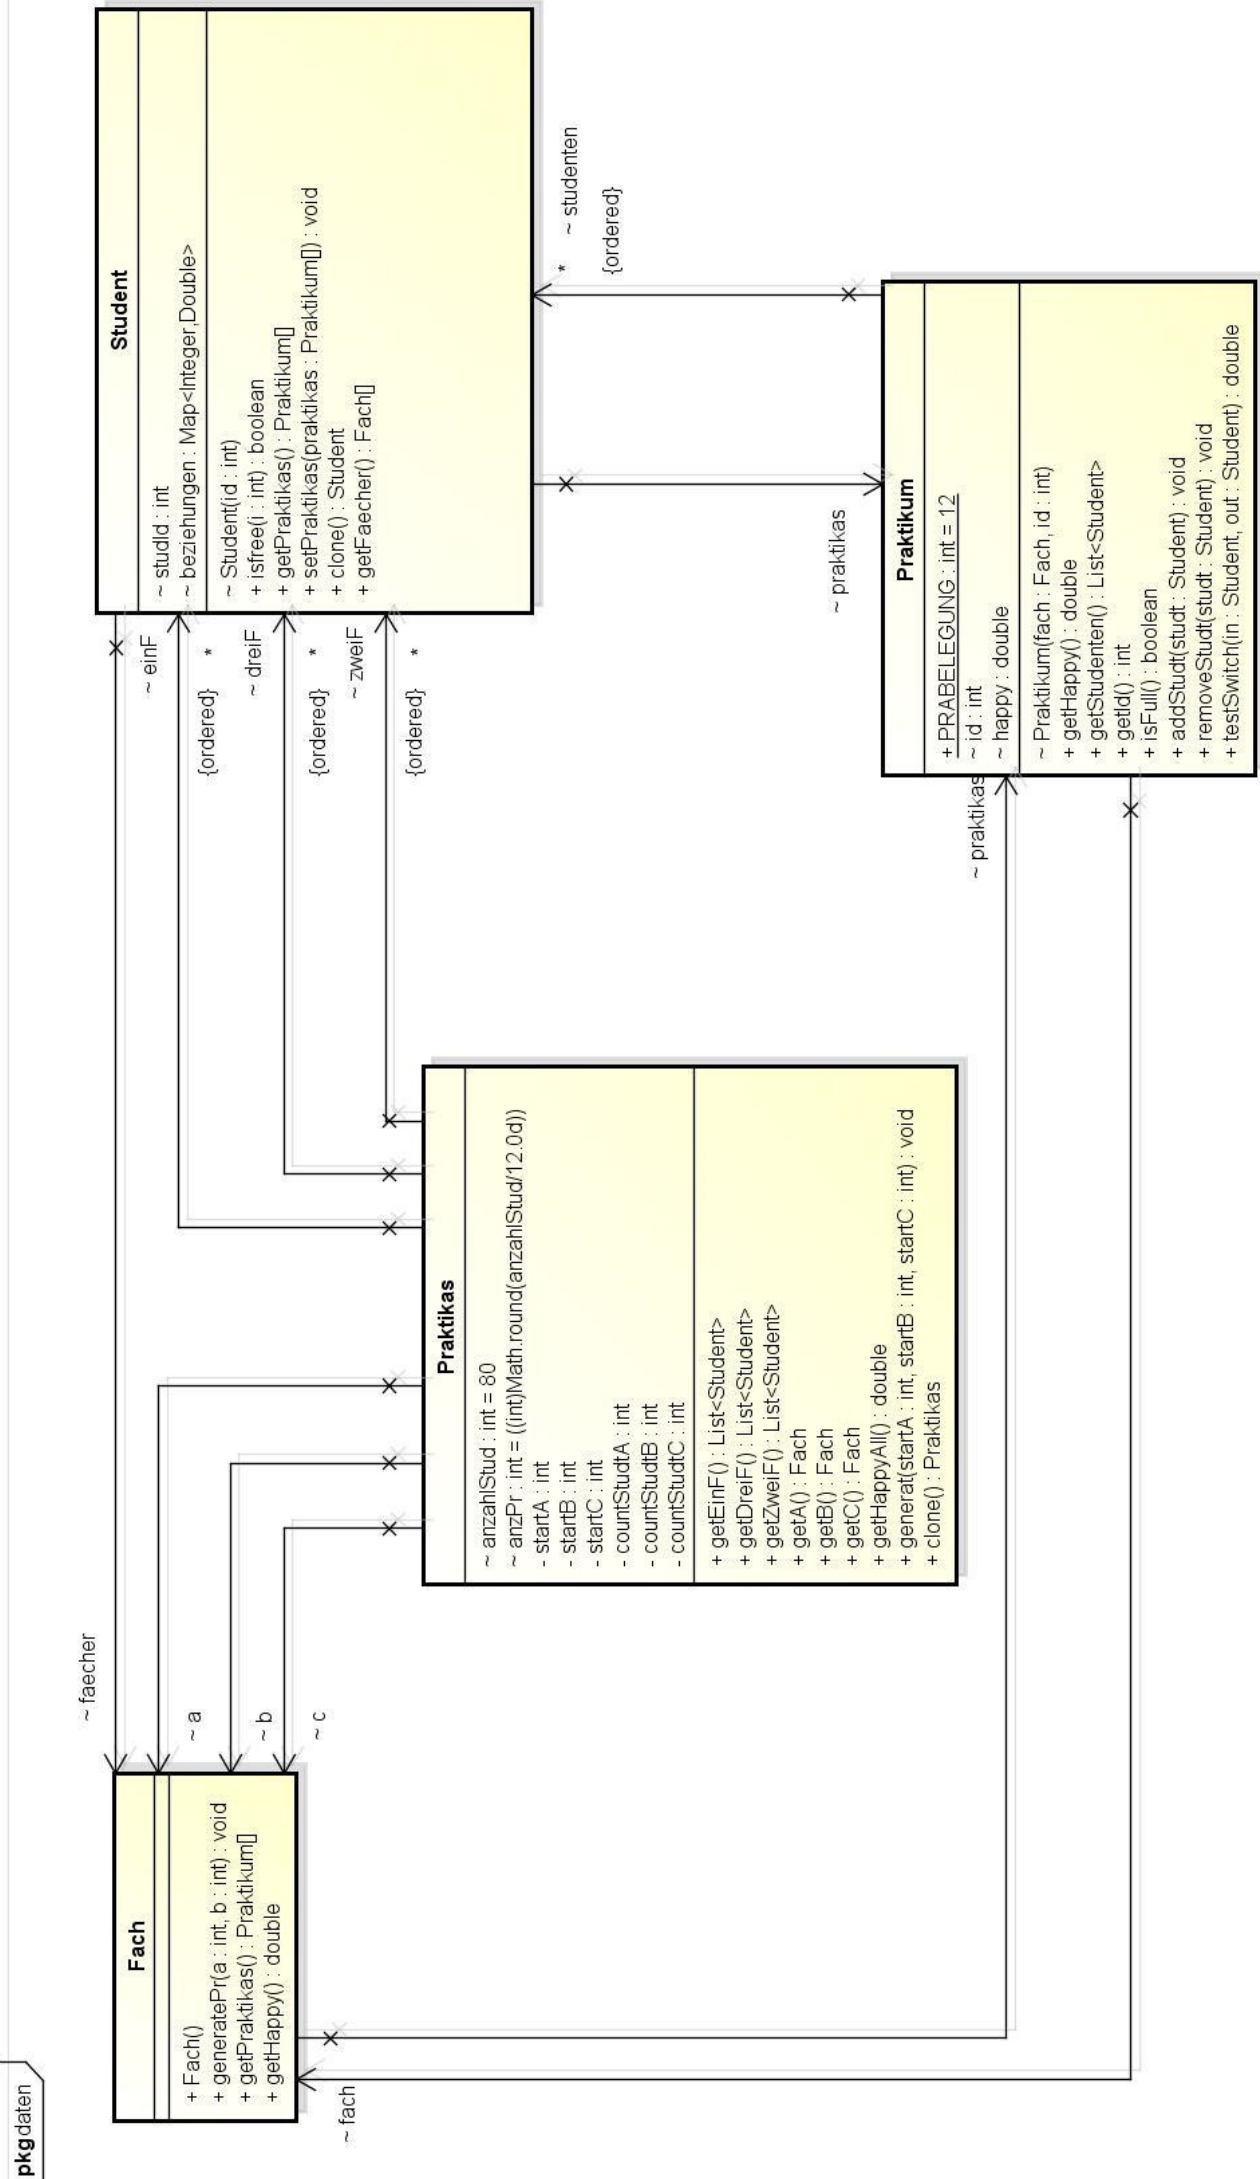 pkg daten
Fach
+ Fach()
+ generatePr(a : int, b : int) : void
+ getPraktikas() : Praktikum[]
+ getHappy() : double
~ fach
~ faecher
~ a
~ b
~ c
Praktikas
~ anzahlStud : int = 80
~ anzPr : int = ((int)Math.round(anzahlStud/12.0d))
- startA : int
- startB : int
- startC : int
- countStudtA : int
- countStudtB : int
- countStudtC : int
+ getEinF() : List<Student>
+ getDreiF() : List<Student>
+ getZweiF() : List<Student>
+ getA() : Fach
+ getB() : Fach
+ getC() : Fach
+ getHappyAll() : double
+ generat(startA : int, startB : int, startC : int) : void
+ clone() : Praktikas
~ einF
{ordered}
*
~ dreiF
{ordered}
*
~ zweiF
{ordered}
*
Student
~ studId : int
~ beziehungen : Map<Integer,Double>
~ Student(id : int)
+ isfree(i : int) : boolean
+ getPraktikas() : Praktikum[]
+ setPraktikas(praktikas : Praktikum[]) : void
+ clone() : Student
+ getFaecher() : Fach[]
* ~ studenten
{ordered}
~ praktikas
~ praktikas
Praktikum
+ PRABELEGUNG : int = 12
~ id : int
~ happy : double
~ Praktikum(fach : Fach, id : int)
+ getHappy() : double
+ getStudenten() : List<Student>
+ getId() : int
+ isFull() : boolean
+ addStudt(studt : Student) : void
+ removeStudt(studt : Student) : void
+ testSwitch(in : Student, out : Student) : double